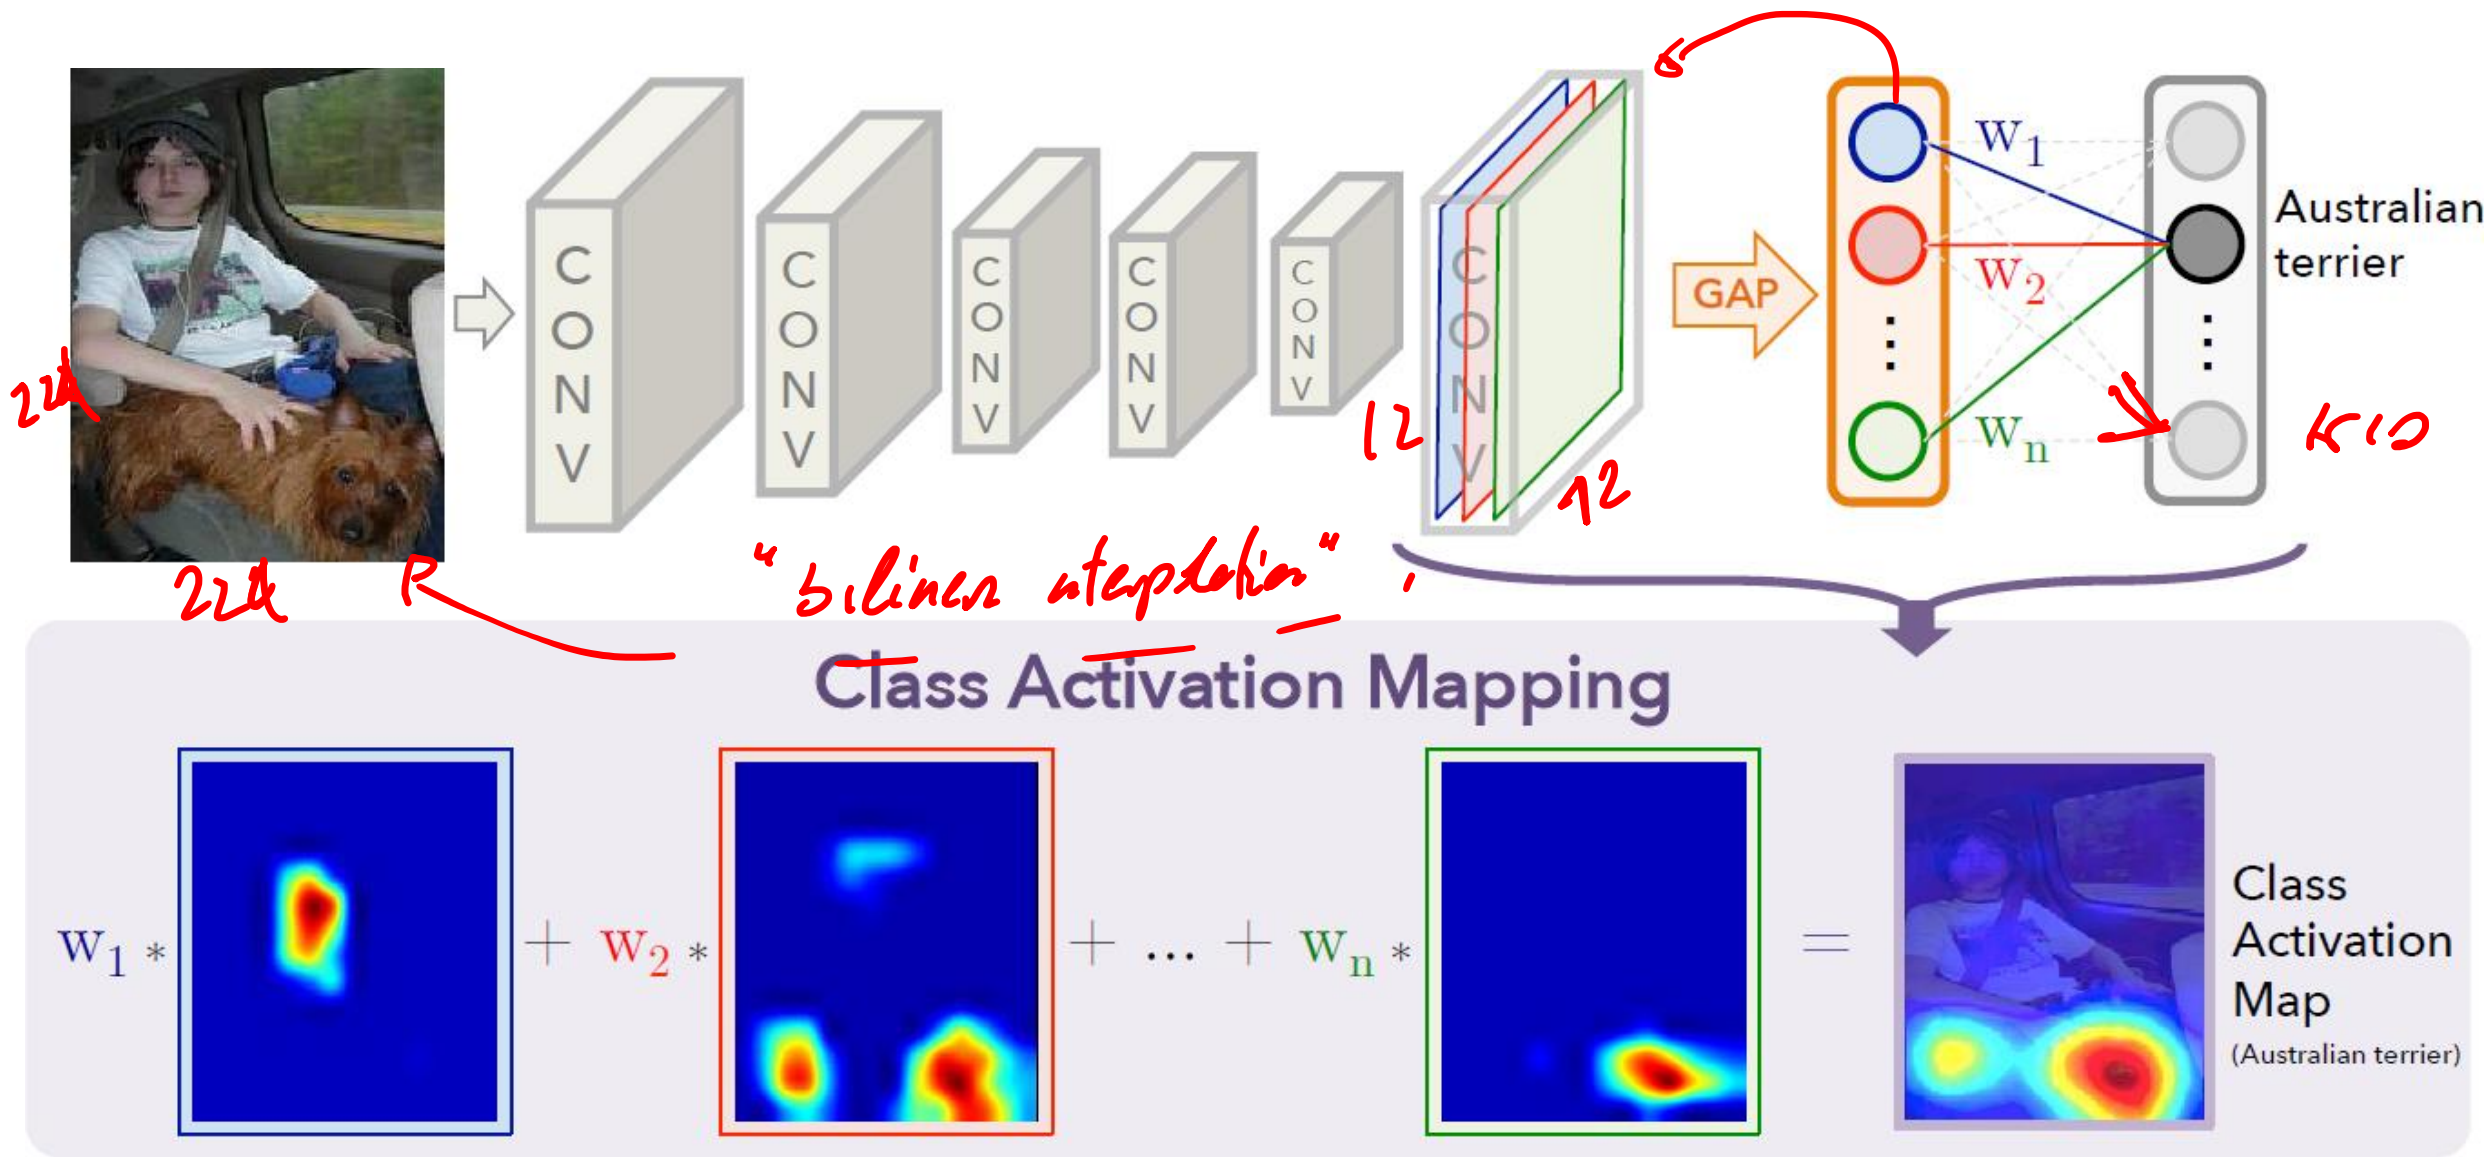 CONV
CONV
CONV
CONV
CONV
CONV
GAP
w1
w2
wn
Australian
terrier
224
224
12
12
KID
"bilinear interpolation"
Class Activation Mapping
w1 *
+ w2 *
+ ... + wn *
=
Class
Activation
Map
(Australian terrier)